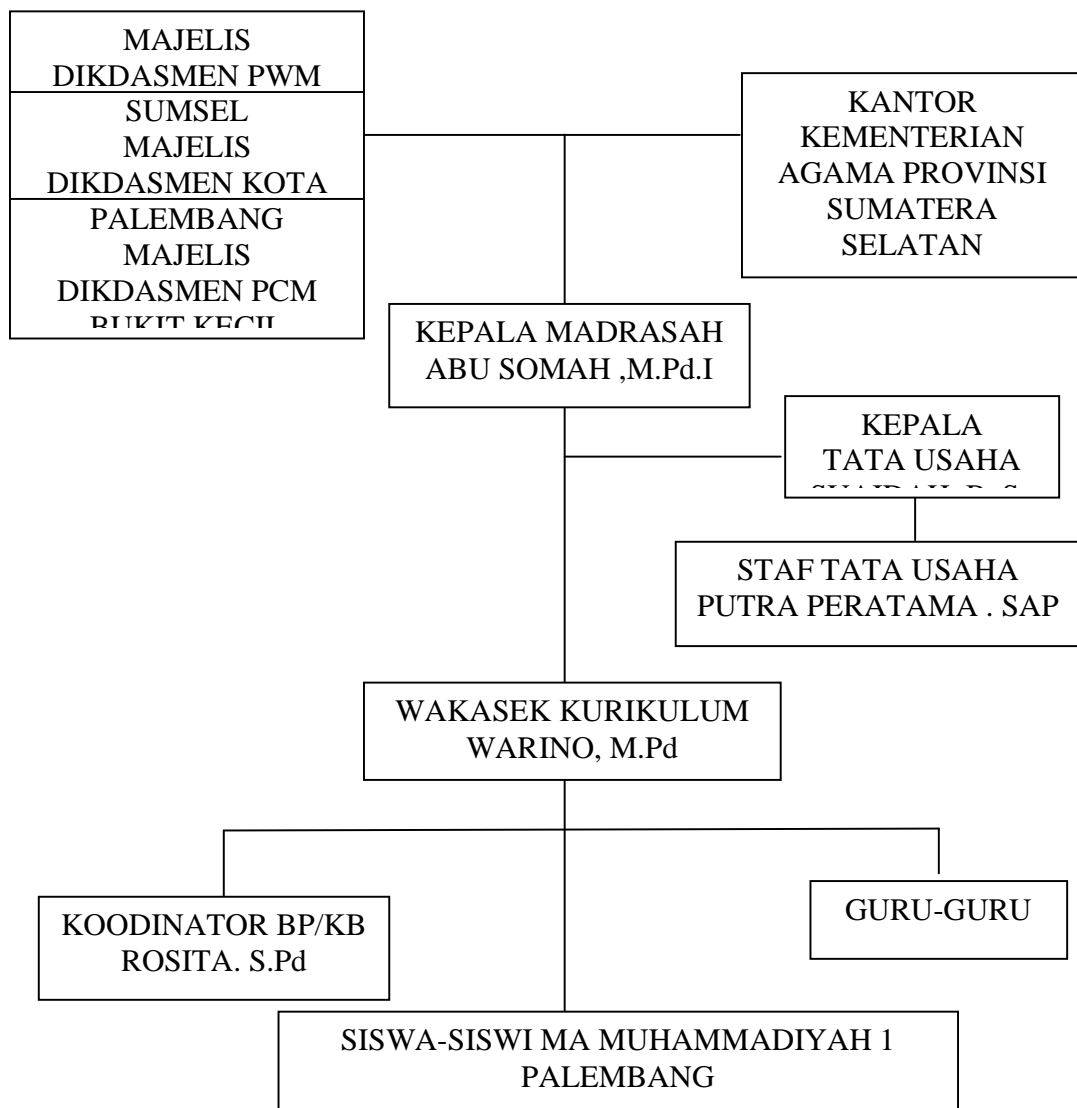 MAJELIS
DIKDASMEN PWM
SUMSEL
MAJELIS
DIKDASMEN KOTA
PALEMBANG
MAJELIS
DIKDASMEN PCM
BUKIT KECIL
KANTOR
KEMENTERIAN
AGAMA PROVINSI
SUMATERA
SELATAN
KEPALA MADRASAH
ABU SOMAH ,M.Pd.I
KEPALA
TATA USAHA
STAF TATA USAHA
PUTRA PERATAMA . SAP
WAKASEK KURIKULUM
WARINO, M.Pd
KOODINATOR BP/KB
ROSITA. S.Pd
GURU-GURU
SISWA-SISWI MA MUHAMMADIYAH 1
PALEMBANG